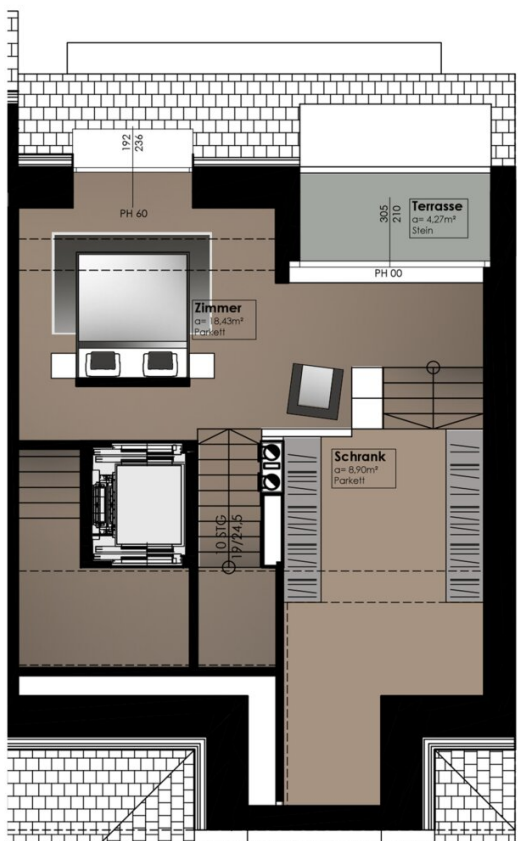 192
236
PH 60
Terrasse
a= 4,27m²
Stein
305
210
PH 00
Zimmer
a= 18,43m²
Parkett
Schrank
a= 8,90m²
Parkett
10 STG
19/24,5